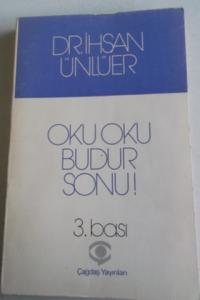 DR. İHSAN
ÜNLÜER
OKU OKU
BUDUR
SONU!
3. bası
Çağdaş Yayınları